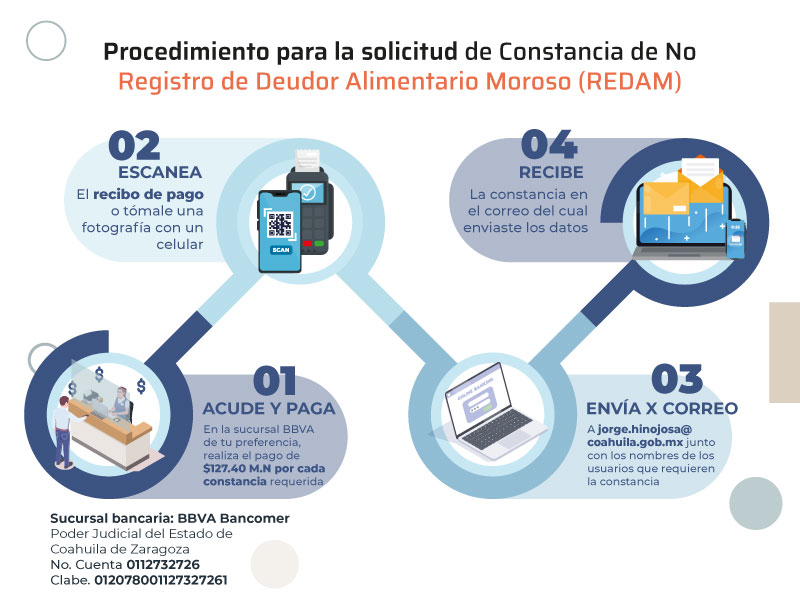 Procedimiento para la solicitud de Constancia de No
Registro de Deudor Alimentario Moroso (REDAM)
01
ACUDE Y PAGA
En la sucursal BBVA
de tu preferencia,
realiza el pago de
$127.40 M.N por cada
constancia requerida
02
ESCANEA
El recibo de pago
o tómale una
fotografía con un
celular
SCAN
03
ENVÍA X CORREO
A jorge.hinojosa@
coahuila.gob.mx junto
con los nombres de los
usuarios que requieren
la constancia
ONLINE BANKING
04
RECIBE
La constancia en
el correo del cual
enviaste los datos
Sucursal bancaria: BBVA Bancomer
Poder Judicial del Estado de
Coahuila de Zaragoza
No. Cuenta 0112732726
Clabe. 012078001127327261